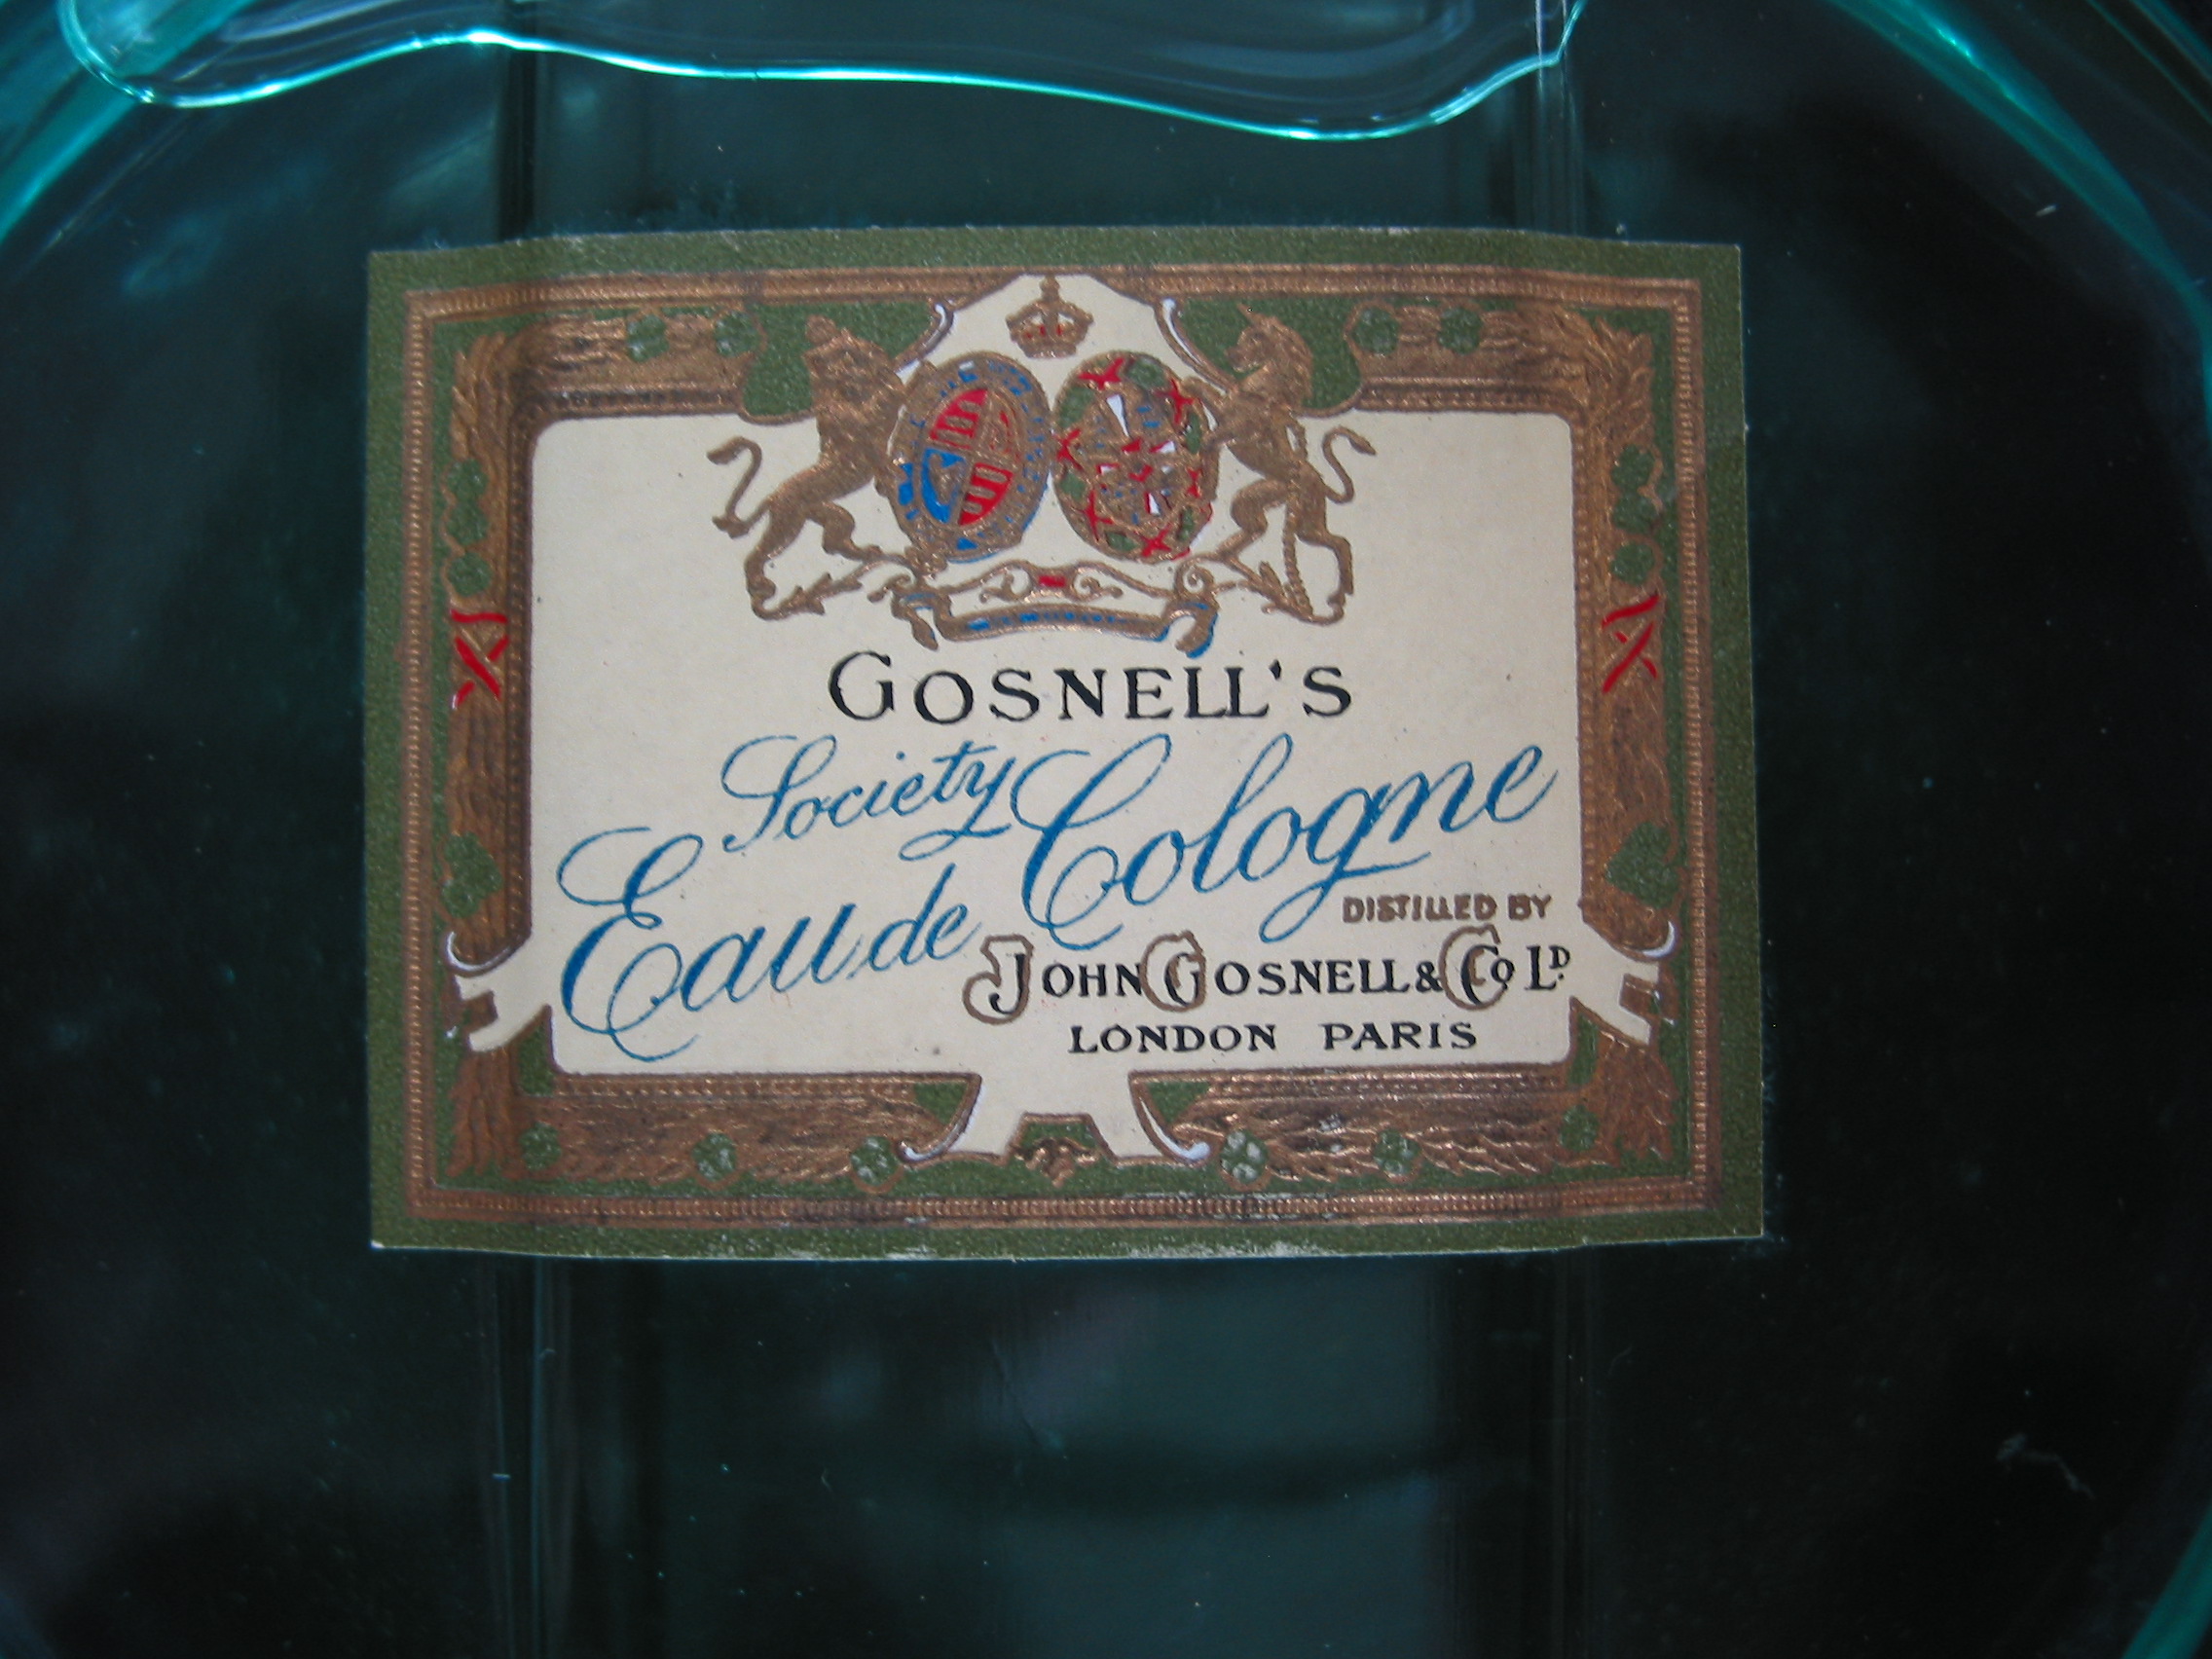 GOSNELL'S
Society
Eau de Cologne
DISTILLED BY
JOHN GOSNELL & CO LD.
LONDON PARIS